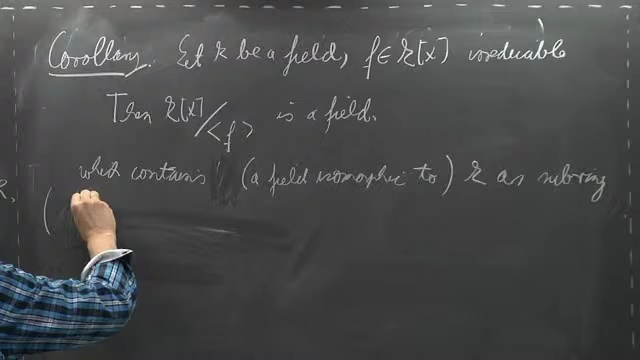 Corollary. Let k be a field, f ∈ k[x] irreducible
Then k[x]/<f> is a field.
which contains (a field isomorphic to) k as subring
(